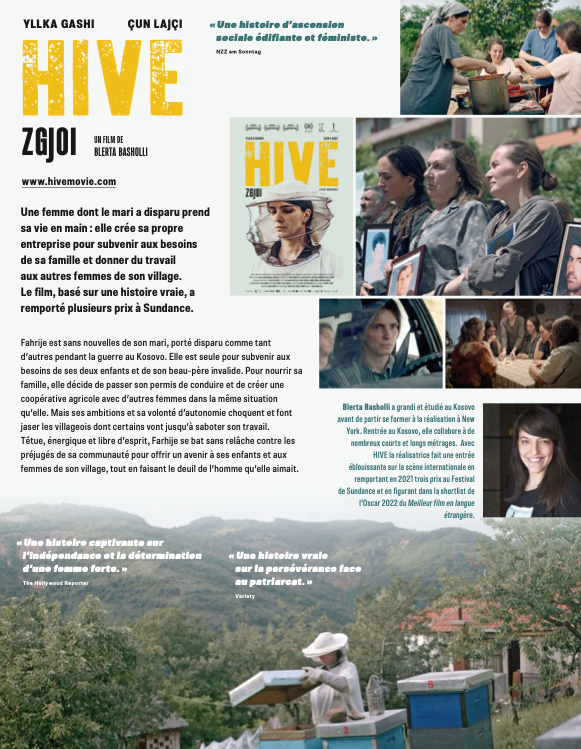 YLLKA GASHI ÇUN LAJÇI
HIVE
ZGJOI
UN FILM DE
BLERTA BASHOLLI
www.hivemovie.com
« Une histoire d'ascension
sociale édifiante et féministe. »
NZZ am Sonntag
HIVE
ZGJOI
Une femme dont le mari a disparu prend
sa vie en main : elle crée sa propre
entreprise pour subvenir aux besoins
de sa famille et donner du travail
aux autres femmes de son village.
Le film, basé sur une histoire vraie, a
remporté plusieurs prix à Sundance.
Fahrije est sans nouvelles de son mari, porté disparu comme tant
d'autres pendant la guerre au Kosovo. Elle est seule pour subvenir aux
besoins de ses deux enfants et de son beau-père invalide. Pour nourrir sa
famille, elle décide de passer son permis de conduire et de créer une
coopérative agricole avec d'autres femmes dans la même situation
qu'elle. Mais ses ambitions et sa volonté d'autonomie choquent et font
jaser les villageois dont certains vont jusqu'à saboter son travail.
Têtue, énergique et libre d'esprit, Farhije se bat sans relâche contre les
préjugés de sa communauté pour offrir un avenir à ses enfants et aux
femmes de son village, tout en faisant le deuil de l'homme qu'elle aimait.
Blerta Basholli a grandi et étudié au Kosovo
avant de partir se former à la réalisation à New
York. Rentrée au Kosovo, elle collabore à de
nombreux courts et longs métrages. Avec
HIVE la réalisatrice fait une entrée
éblouissante sur la scène internationale en
remportant en 2021 trois prix au Festival
de Sundance et en figurant dans la shortlist de
l'Oscar 2022 du Meilleur film en langue
étrangère.
« Une histoire captivante sur
l'indépendance et la détermination
d'une femme forte. »
The Hollywood Reporter
« Une histoire vraie
sur la persévérance face
au patriarcat. »
Variety
2
5